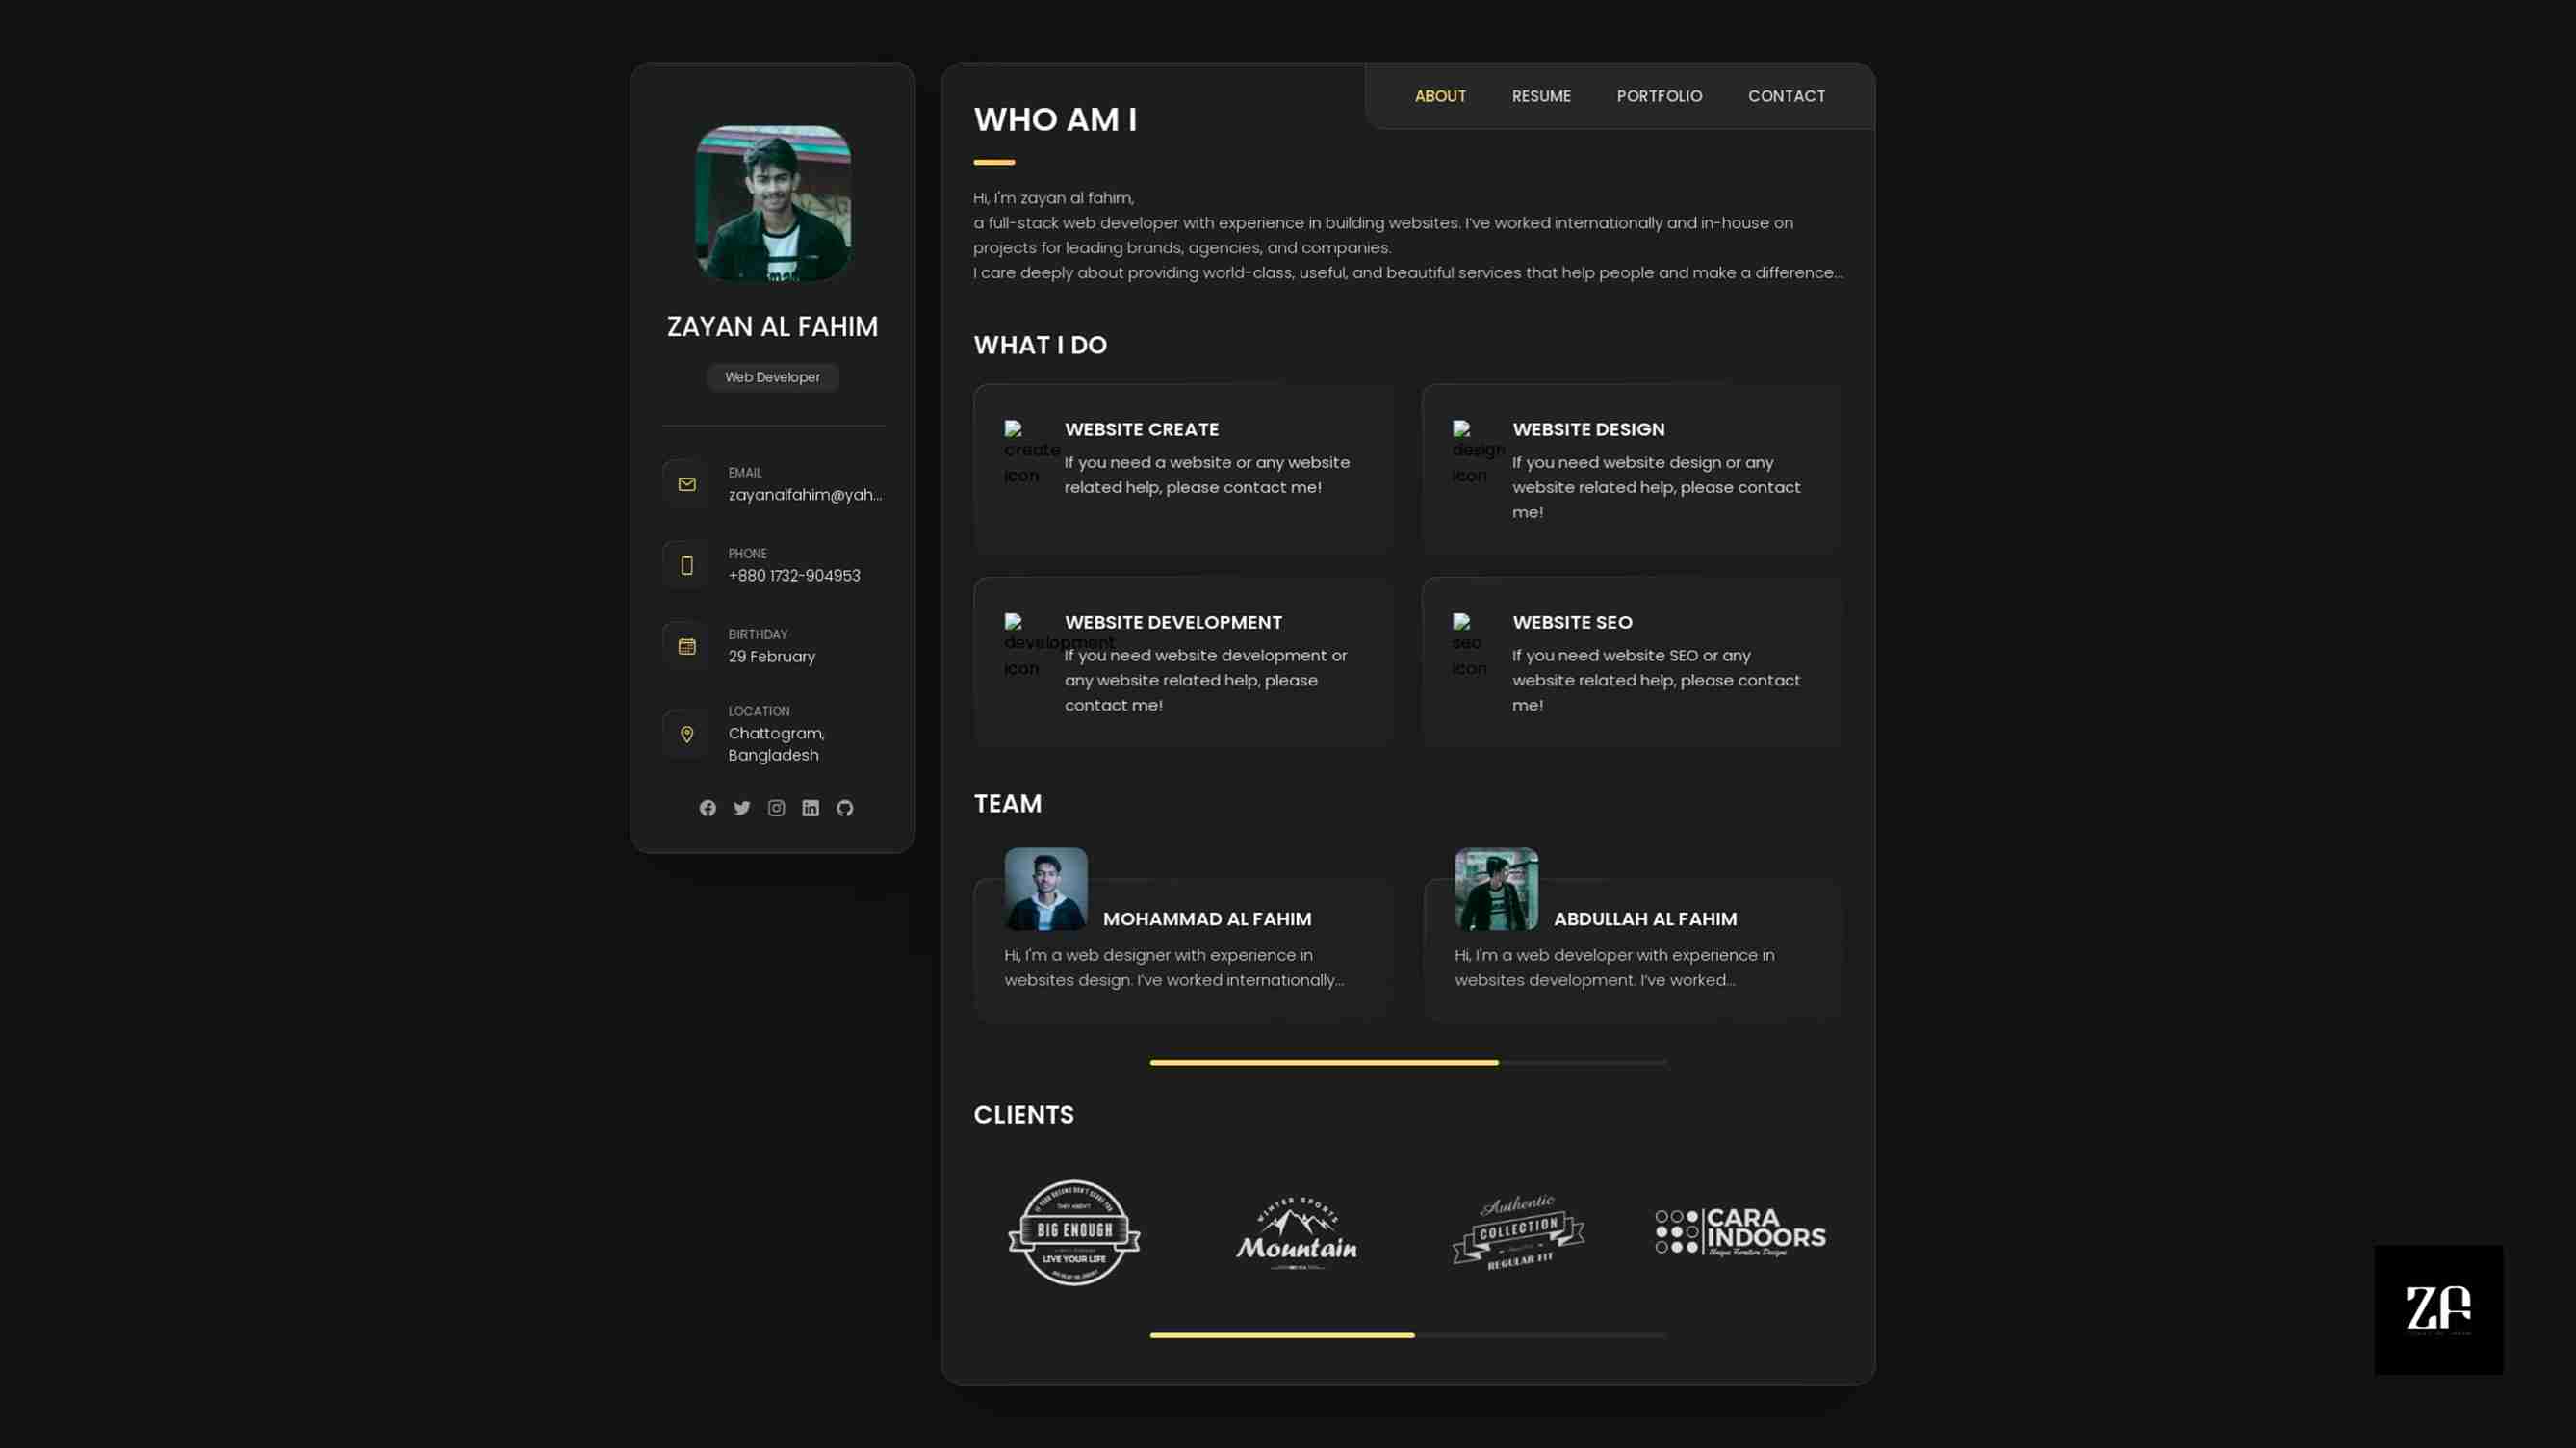 ZAYAN AL FAHIM
Web Developer
EMAIL
zayanalfahim@yah...
PHONE
+880 1732-904953
BIRTHDAY
29 February
LOCATION
Chattogram,
Bangladesh
ABOUT RESUME PORTFOLIO CONTACT
WHO AM I
Hi, I'm zayan al fahim,
a full-stack web developer with experience in building websites. I've worked internationally and in-house on
projects for leading brands, agencies, and companies.
I care deeply about providing world-class, useful, and beautiful services that help people and make a difference...
WHAT I DO
create
icon
WEBSITE CREATE
If you need a website or any website
related help, please contact me!
design
icon
WEBSITE DESIGN
If you need website design or any
website related help, please contact
me!
development
icon
WEBSITE DEVELOPMENT
If you need website development or
any website related help, please
contact me!
seo
icon
WEBSITE SEO
If you need website SEO or any
website related help, please contact
me!
TEAM
MOHAMMAD AL FAHIM
Hi, I'm a web designer with experience in
websites design. I've worked internationally...
ABDULLAH AL FAHIM
Hi, I'm a web developer with experience in
websites development. I've worked...
CLIENTS
IF YOUR DREAMS DON'T SCARE YOU
THEY AREN'T
BIG ENOUGH
LIVE YOUR LIFE
WINTER SPORTS
Mountain
Authentic
COLLECTION
REGULAR FIT
CARA
INDOORS
Unique Furniture Designs
ZF